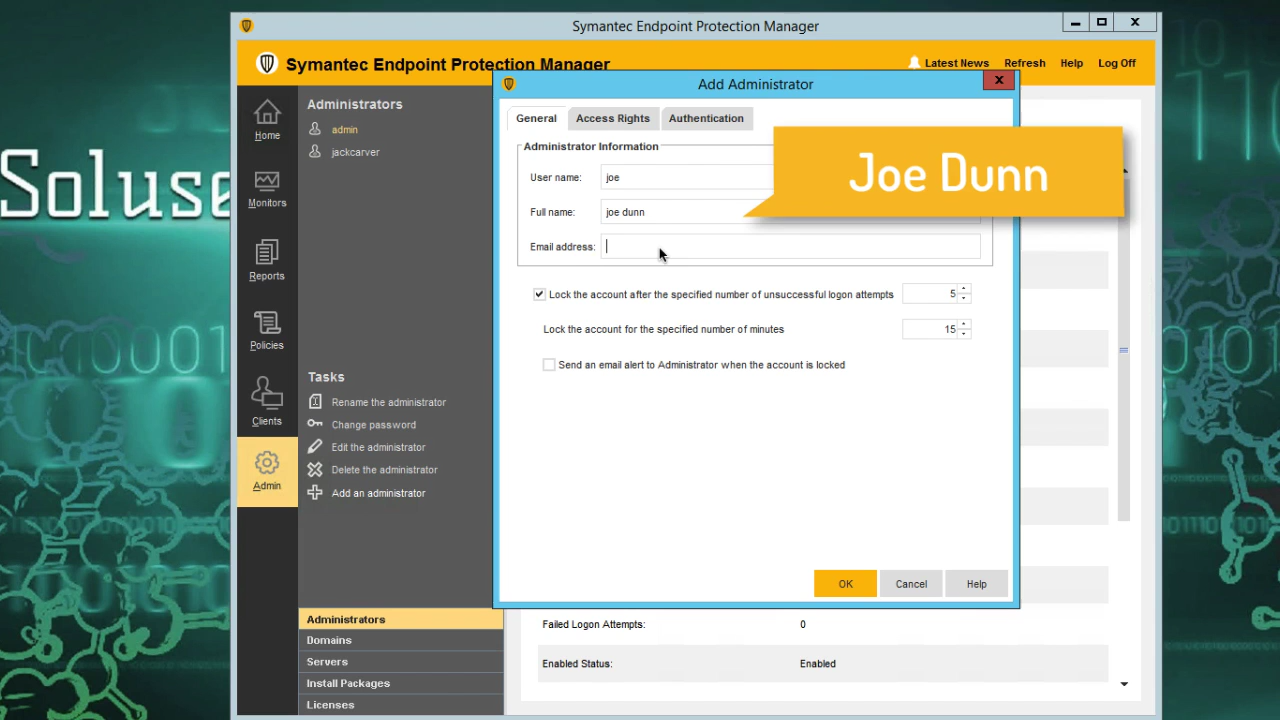 Symantec Endpoint Protection Manager
Symantec Endpoint Protection Manager
Latest News
Refresh
Help
Log Off
Home
Monitors
Reports
Policies
Clients
Admin
Administrators
admin
jackcarver
Tasks
Rename the administrator
Change password
Edit the administrator
Delete the administrator
Add an administrator
Administrators
Domains
Servers
Install Packages
Licenses
Add Administrator
General
Access Rights
Authentication
Administrator Information
User name:
joe
Full name:
joe dunn
Email address:
Joe Dunn
Lock the account after the specified number of unsuccessful logon attempts
5
Lock the account for the specified number of minutes
15
Send an email alert to Administrator when the account is locked
OK
Cancel
Help
Failed Logon Attempts:
0
Enabled Status:
Enabled